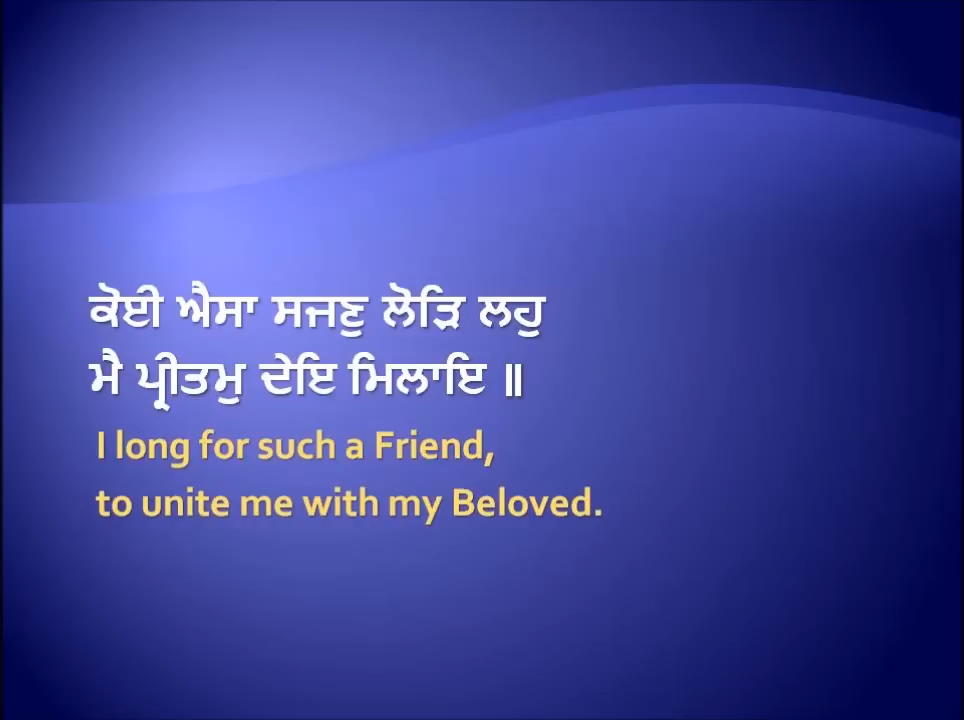 ਕੋਈ ਐਸਾ ਸਜਣੁ ਲੋੜਿ ਲਹੁ
ਮੈ ਪ੍ਰੀਤਮੁ ਦੇਇ ਮਿਲਾਇ ॥
I long for such a Friend,
to unite me with my Beloved.